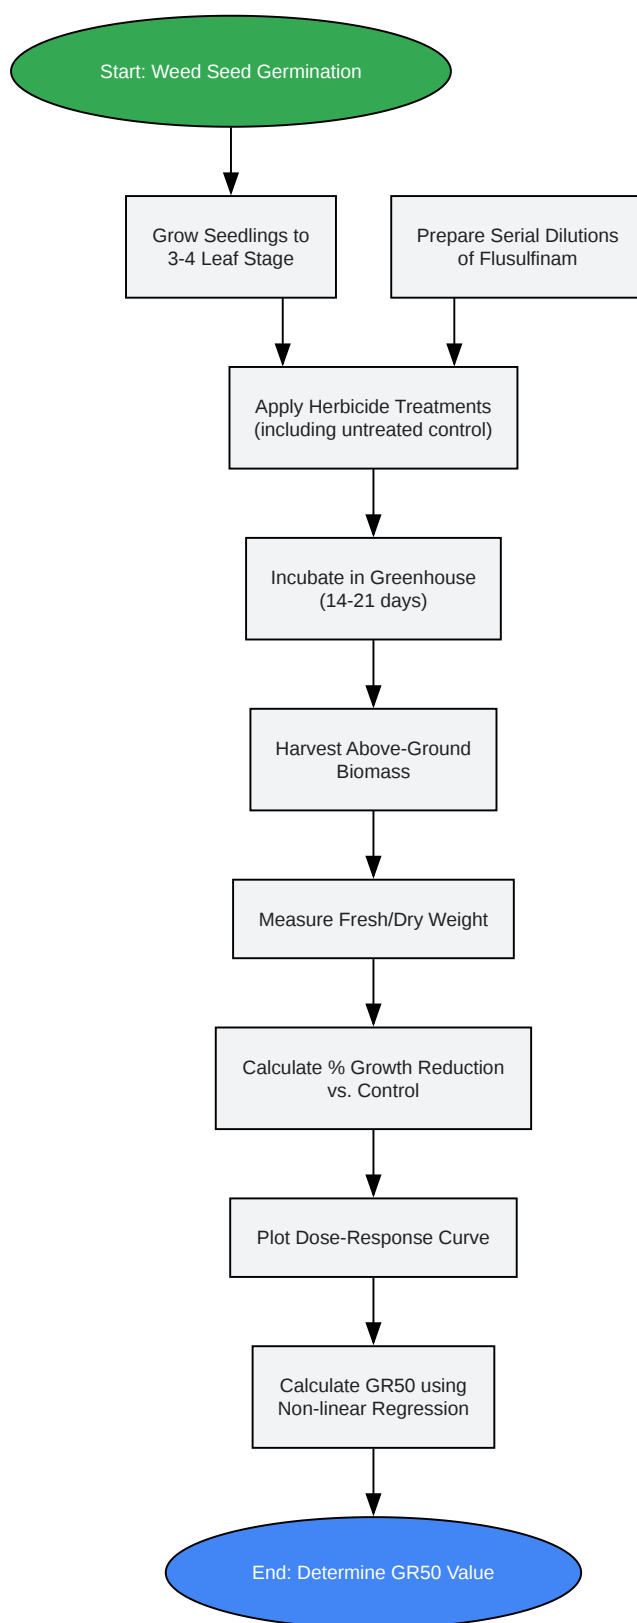 Start: Weed Seed Germination
Grow Seedlings to
3-4 Leaf Stage
Prepare Serial Dilutions
of Flusulfinam
Apply Herbicide Treatments
(including untreated control)
Incubate in Greenhouse
(14-21 days)
Harvest Above-Ground
Biomass
Measure Fresh/Dry Weight
Calculate % Growth Reduction
vs. Control
Plot Dose-Response Curve
Calculate GR50 using
Non-linear Regression
End: Determine GR50 Value